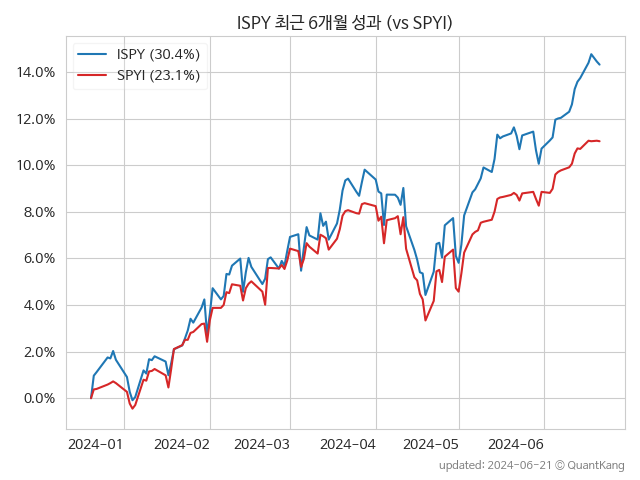 ISPY 최근 6개월 성과 (vs SPYI)
ISPY (30.4%)
SPYI (23.1%)
14.0%
12.0%
10.0%
8.0%
6.0%
4.0%
2.0%
0.0%
2024-01 2024-02 2024-03 2024-04 2024-05 2024-06
updated: 2024-06-21 © QuantKang